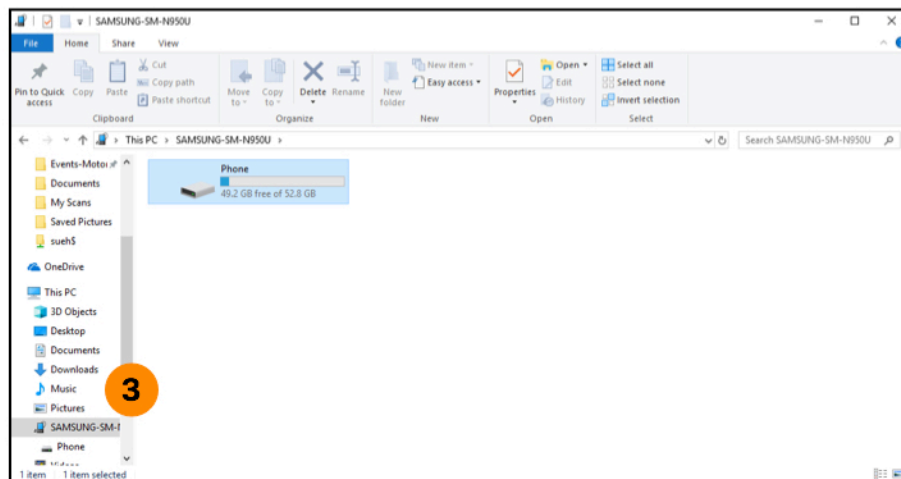 SAMSUNG-SM-N950U
File Home Share View
Pin to Quick access
Copy
Paste
Cut
Copy path
Paste shortcut
Clipboard
Move to
Copy to
Delete
Rename
Organize
New folder
New item
Easy access
New
Properties
Open
Edit
History
Open
Select all
Select none
Invert selection
Select
This PC > SAMSUNG-SM-N950U >
Search SAMSUNG-SM-N950U
Events-Motor
Documents
My Scans
Saved Pictures
sueh$
OneDrive
This PC
3D Objects
Desktop
Documents
Downloads
Music
Pictures
SAMSUNG-SM-N
Phone
Videos
3
Phone
49.2 GB free of 52.8 GB
1 item 1 item selected